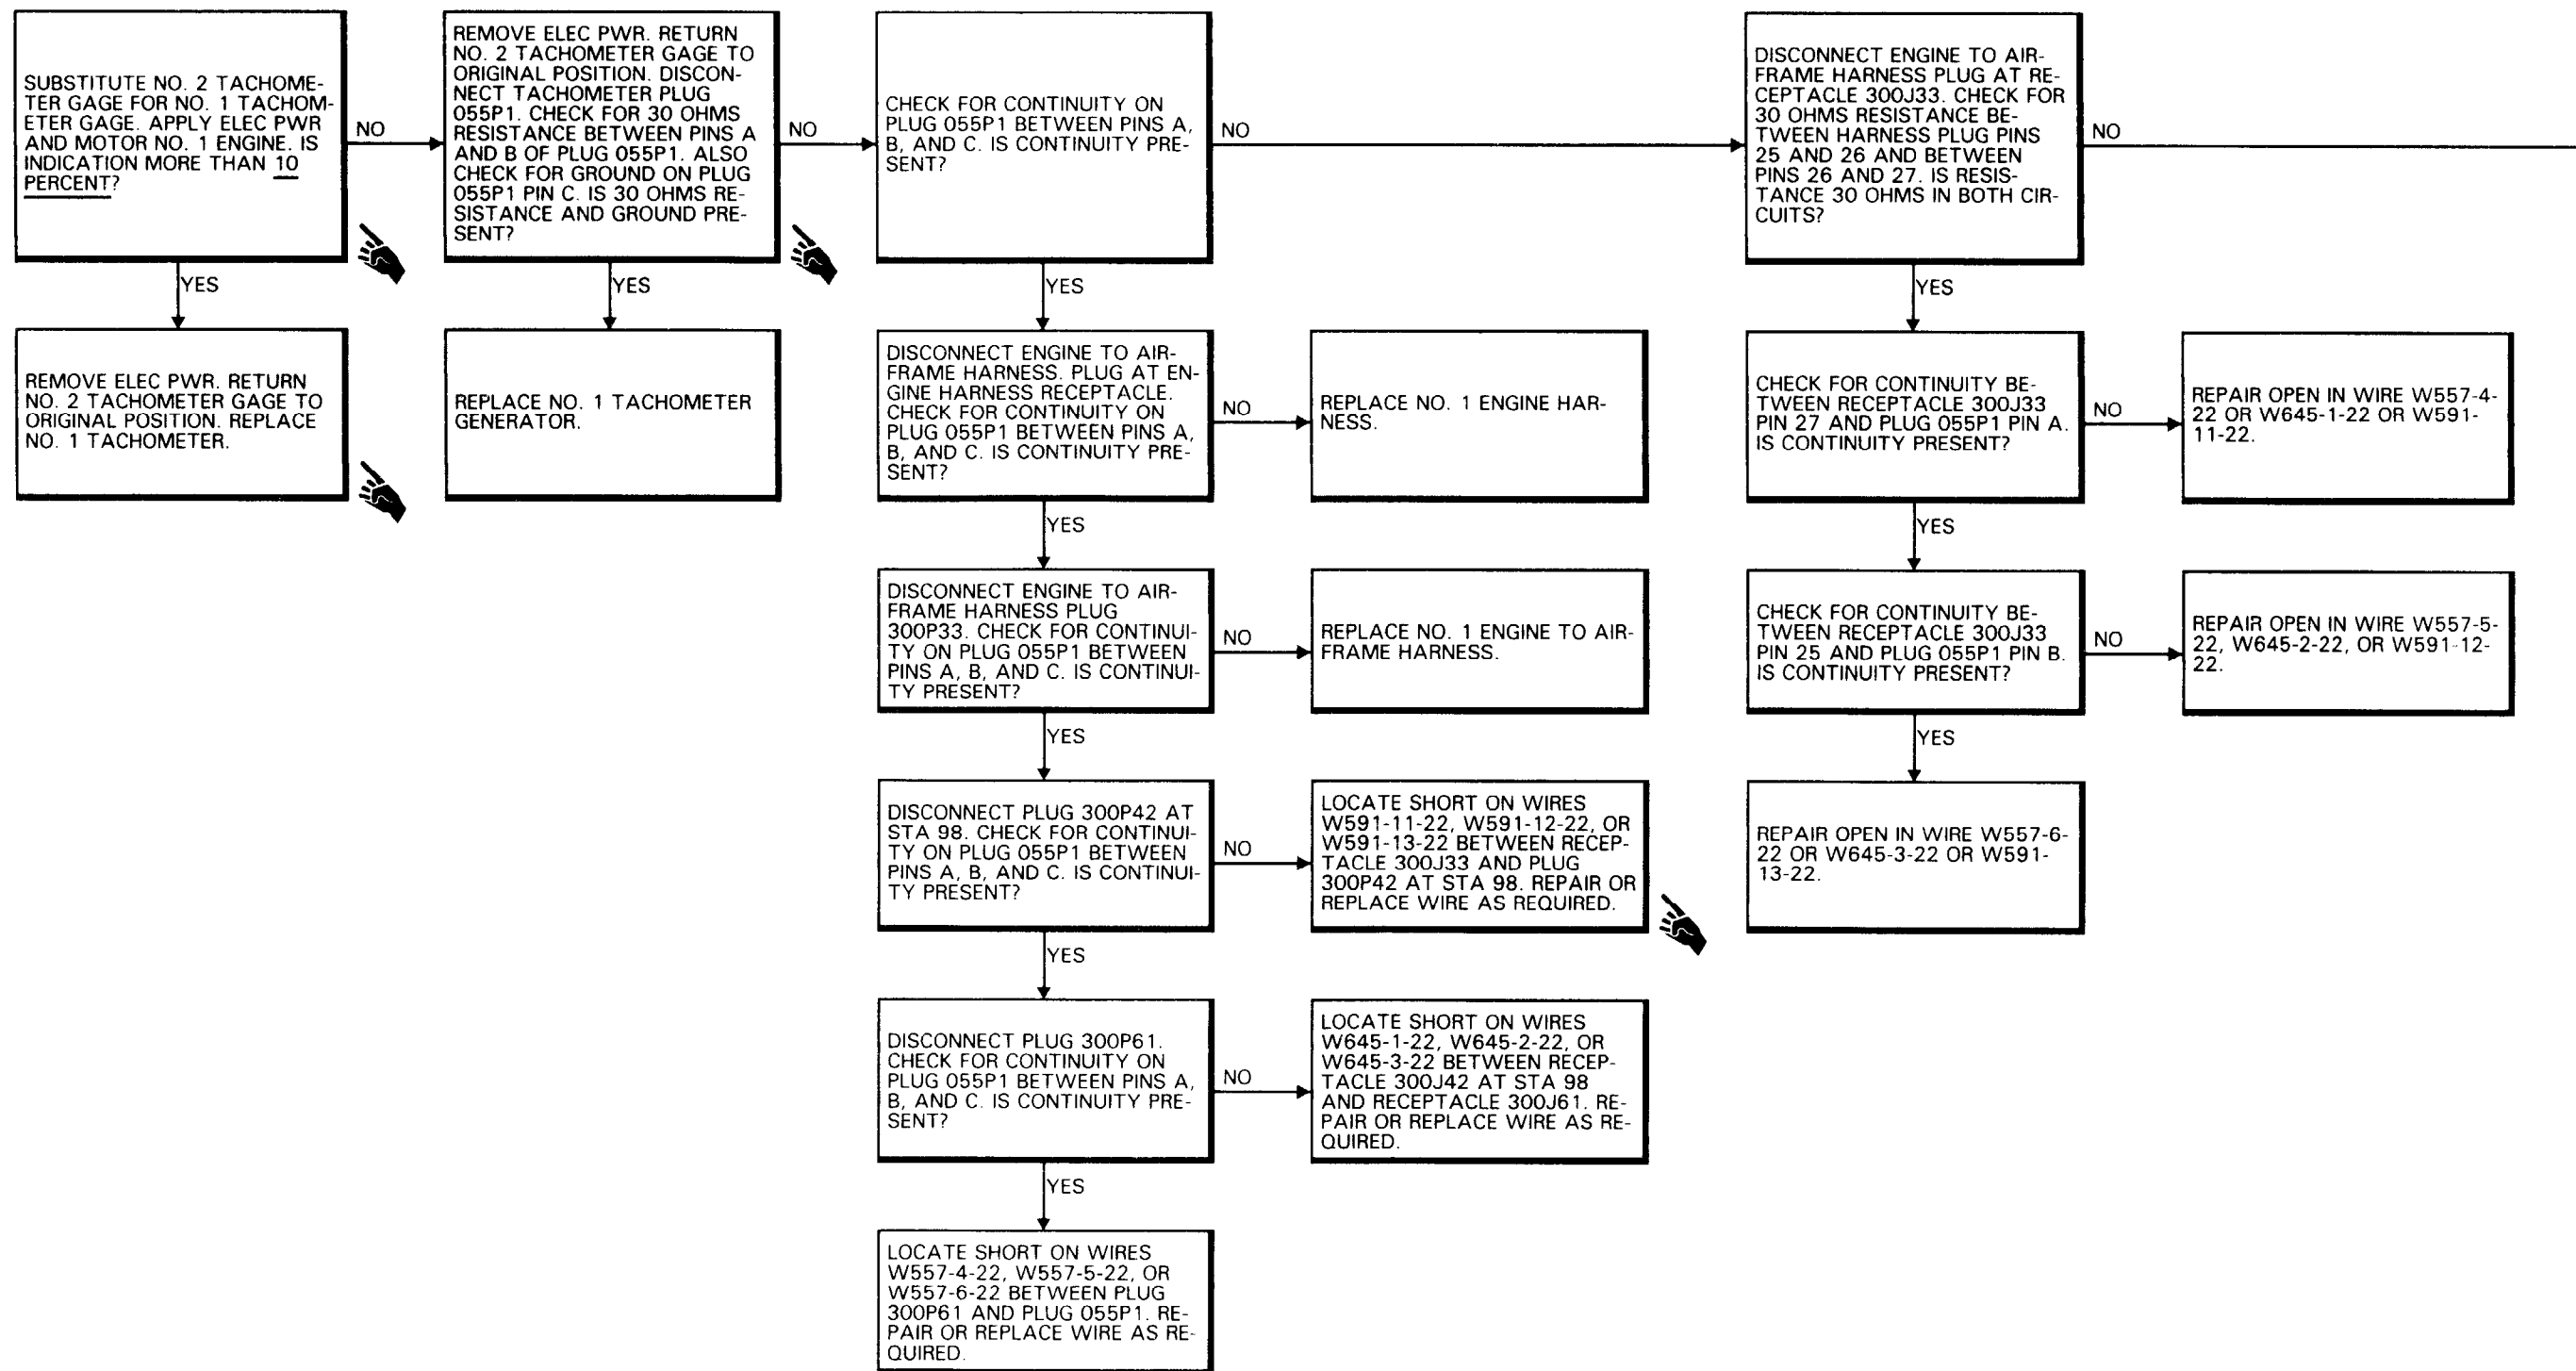 SUBSTITUTE NO. 2 TACHOME-
TER GAGE FOR NO. 1 TACHOM-
ETER GAGE. APPLY ELEC PWR
AND MOTOR NO. 1 ENGINE. IS
INDICATION MORE THAN 10
PERCENT?
NO
YES
REMOVE ELEC PWR. RETURN
NO. 2 TACHOMETER GAGE TO
ORIGINAL POSITION. REPLACE
NO. 1 TACHOMETER.
REMOVE ELEC PWR. RETURN
NO. 2 TACHOMETER GAGE TO
ORIGINAL POSITION. DISCON-
NECT TACHOMETER PLUG
055P1. CHECK FOR 30 OHMS
RESISTANCE BETWEEN PINS A
AND B OF PLUG 055P1. ALSO
CHECK FOR GROUND ON PLUG
055P1 PIN C. IS 30 OHMS RE-
SISTANCE AND GROUND PRE-
SENT?
NO
YES
REPLACE NO. 1 TACHOMETER
GENERATOR.
CHECK FOR CONTINUITY ON
PLUG 055P1 BETWEEN PINS A,
B, AND C. IS CONTINUITY PRE-
SENT?
NO
YES
DISCONNECT ENGINE TO AIR-
FRAME HARNESS. PLUG AT EN-
GINE HARNESS RECEPTACLE.
CHECK FOR CONTINUITY ON
PLUG 055P1 BETWEEN PINS A,
B, AND C. IS CONTINUITY PRE-
SENT?
NO
REPLACE NO. 1 ENGINE HAR-
NESS.
YES
DISCONNECT ENGINE TO AIR-
FRAME HARNESS PLUG
300P33. CHECK FOR CONTINUI-
TY ON PLUG 055P1 BETWEEN
PINS A, B, AND C. IS CONTINUI-
TY PRESENT?
NO
REPLACE NO. 1 ENGINE TO AIR-
FRAME HARNESS.
YES
DISCONNECT PLUG 300P42 AT
STA 98. CHECK FOR CONTINUI-
TY ON PLUG 055P1 BETWEEN
PINS A, B, AND C. IS CONTINUI-
TY PRESENT?
NO
LOCATE SHORT ON WIRES
W591-11-22, W591-12-22, OR
W591-13-22 BETWEEN RECEP-
TACLE 300J33 AND PLUG
300P42 AT STA 98. REPAIR OR
REPLACE WIRE AS REQUIRED.
YES
DISCONNECT PLUG 300P61.
CHECK FOR CONTINUITY ON
PLUG 055P1 BETWEEN PINS A,
B, AND C. IS CONTINUITY PRE-
SENT?
NO
LOCATE SHORT ON WIRES
W645-1-22, W645-2-22, OR
W645-3-22 BETWEEN RECEP-
TACLE 300J42 AT STA 98
AND RECEPTACLE 300J61. RE-
PAIR OR REPLACE WIRE AS RE-
QUIRED.
YES
LOCATE SHORT ON WIRES
W557-4-22, W557-5-22, OR
W557-6-22 BETWEEN PLUG
300P61 AND PLUG 055P1. RE-
PAIR OR REPLACE WIRE AS RE-
QUIRED.
DISCONNECT ENGINE TO AIR-
FRAME HARNESS PLUG AT RE-
CEPTACLE 300J33. CHECK FOR
30 OHMS RESISTANCE BE-
TWEEN HARNESS PLUG PINS
25 AND 26 AND BETWEEN
PINS 26 AND 27. IS RESIS-
TANCE 30 OHMS IN BOTH CIR-
CUITS?
NO
YES
CHECK FOR CONTINUITY BE-
TWEEN RECEPTACLE 300J33
PIN 27 AND PLUG 055P1 PIN A.
IS CONTINUITY PRESENT?
NO
REPAIR OPEN IN WIRE W557-4-
22 OR W645-1-22 OR W591-
11-22.
YES
CHECK FOR CONTINUITY BE-
TWEEN RECEPTACLE 300J33
PIN 25 AND PLUG 055P1 PIN B.
IS CONTINUITY PRESENT?
NO
REPAIR OPEN IN WIRE W557-5-
22, W645-2-22, OR W591-12-
22.
YES
REPAIR OPEN IN WIRE W557-6-
22 OR W645-3-22 OR W591-
13-22.